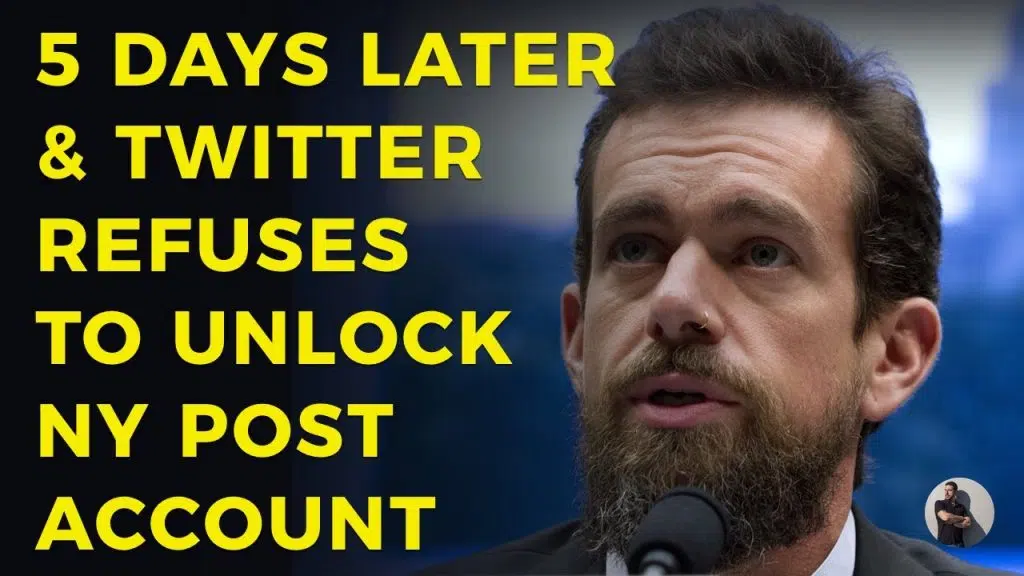 5 DAYS LATER
& TWITTER
REFUSES
TO UNLOCK
NY POST
ACCOUNT